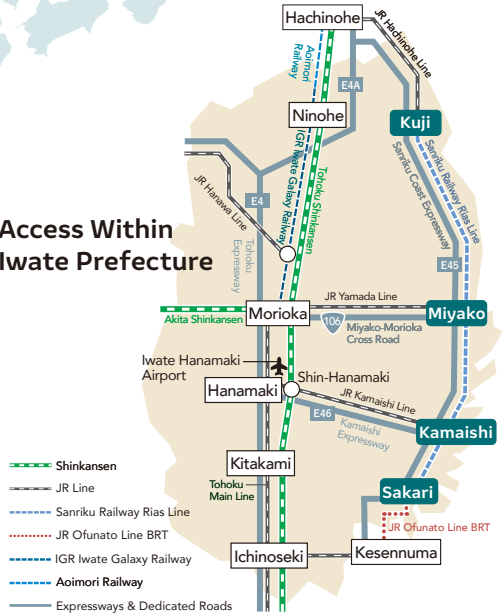 Hachinohe
JR Hachinohe Line
Aoimori
Railway
E4A
Ninohe
Kuji
IGR Iwate Galaxy Railway
Sanriku Railway Rias Line
Sanriku Coast Expressway
JR Hanawa Line
E4
Tohoku Shinkansen
Access Within
Iwate Prefecture
Tohoku
Expressway
E45
JR Yamada Line
Akita Shinkansen
Morioka
106
Miyako-Morioka
Cross Road
Miyako
Iwate Hanamaki
Airport
Shin-Hanamaki
Hanamaki
JR Kamaishi Line
E46
Kamaishi
Expressway
Kamaishi
Kitakami
Shinkansen
Tohoku
Main Line
JR Line
Sakari
Sanriku Railway Rias Line
JR Ofunato Line BRT
JR Ofunato Line BRT
IGR Iwate Galaxy Railway
Ichinoseki
Kesennuma
Aoimori Railway
Expressways & Dedicated Roads